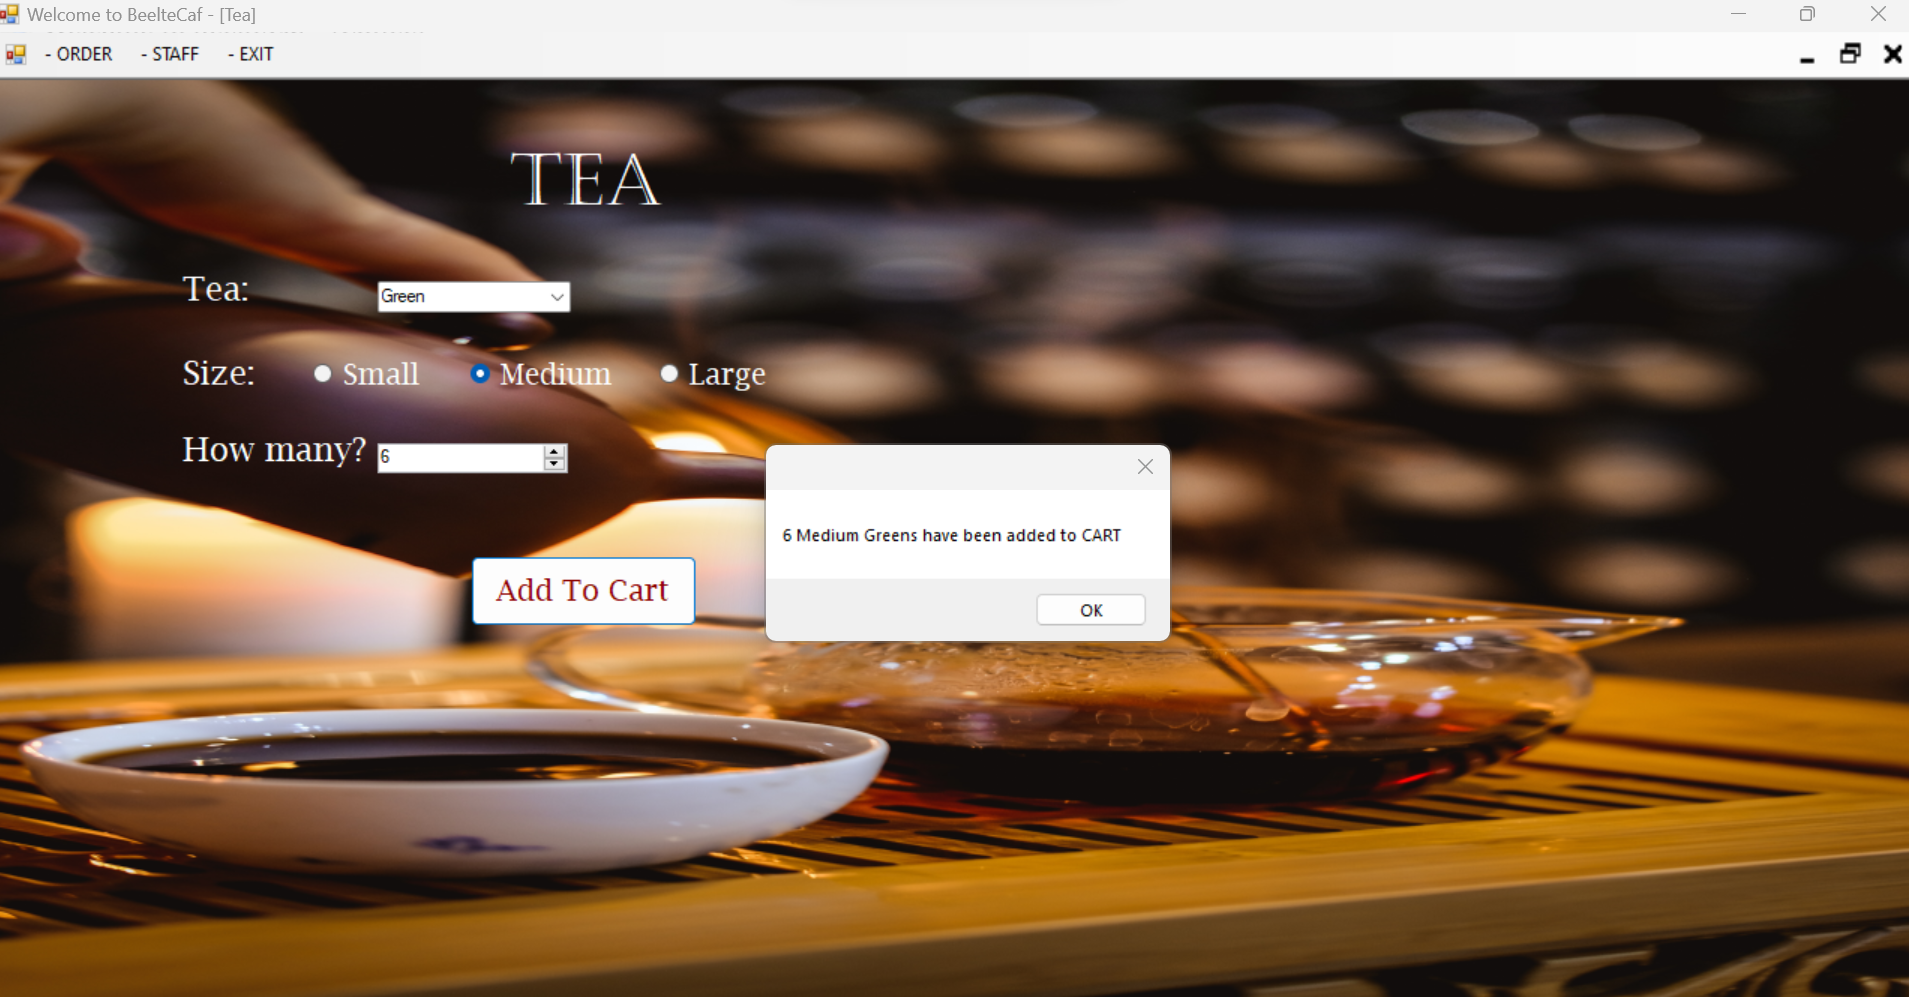 Welcome to BeelteCaf - [Tea]
- ORDER - STAFF - EXIT
TEA
Tea: Green
Size: Small Medium Large
How many? 6
6 Medium Greens have been added to CART
OK
Add To Cart